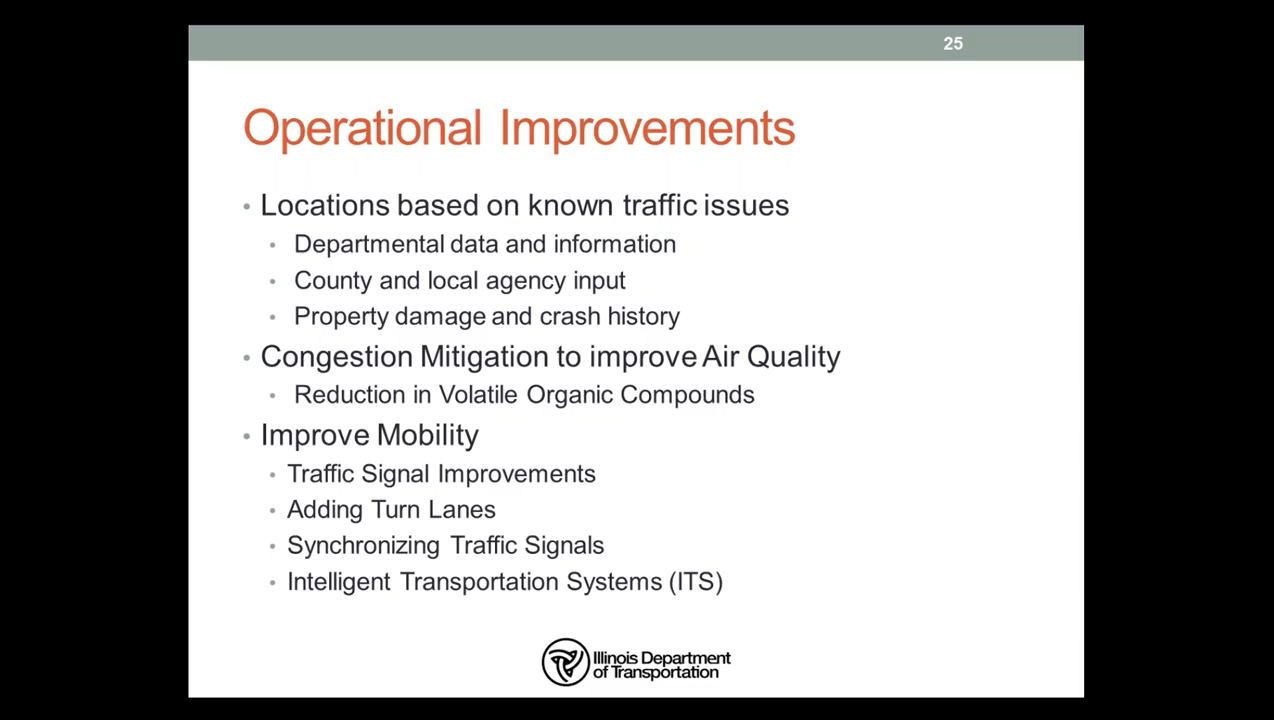 25
Operational Improvements
• Locations based on known traffic issues
• Departmental data and information
• County and local agency input
• Property damage and crash history
• Congestion Mitigation to improve Air Quality
• Reduction in Volatile Organic Compounds
• Improve Mobility
• Traffic Signal Improvements
• Adding Turn Lanes
• Synchronizing Traffic Signals
• Intelligent Transportation Systems (ITS)
Illinois Department
of Transportation